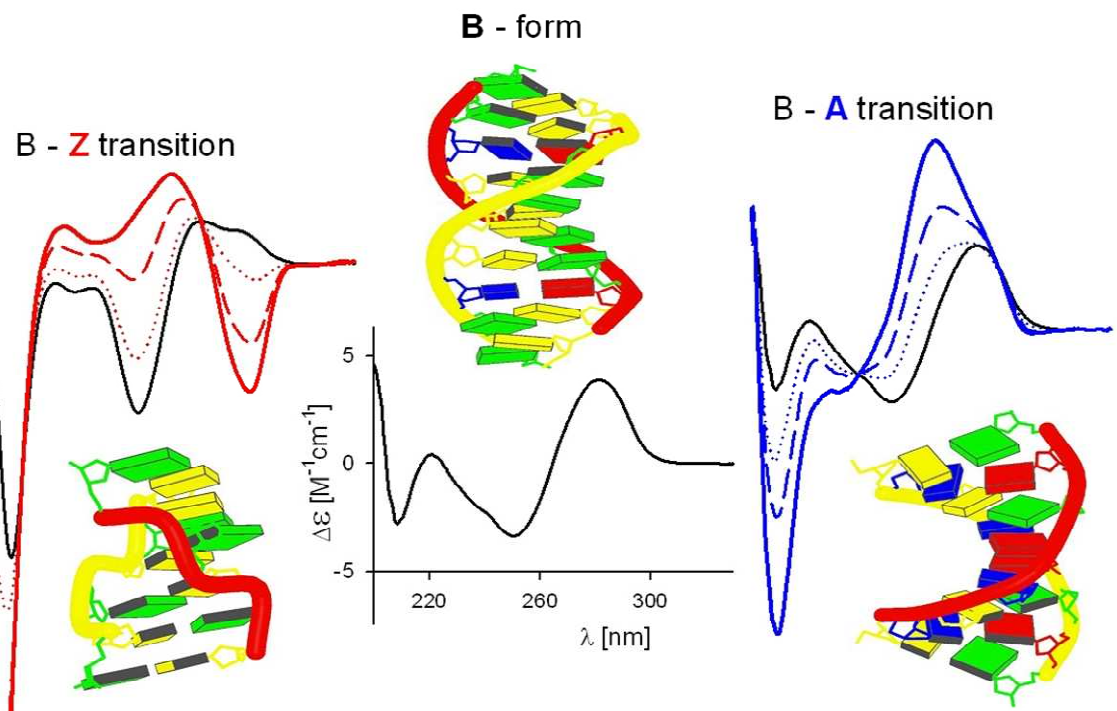 B - form
B - A transition
B - Z transition
5
0
-5
Δε [M-1cm-1]
220
260
300
λ [nm]